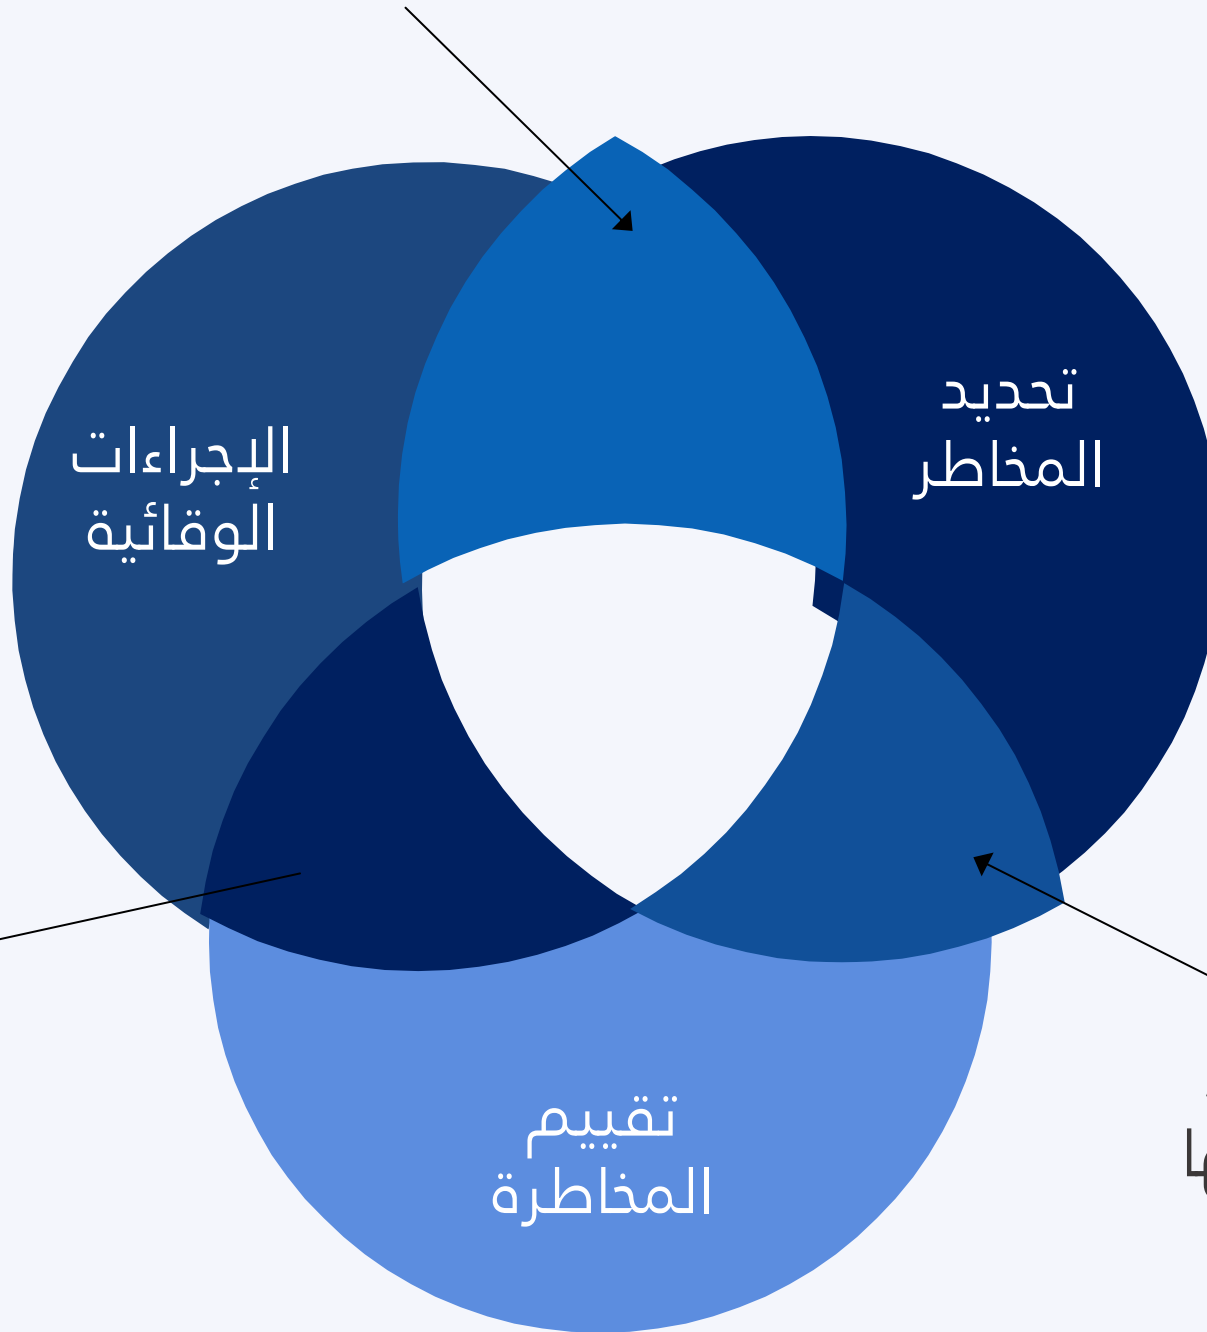 تحديد
المخاطر
الإجراءات
الوقائية
تقييم
المخاطرة